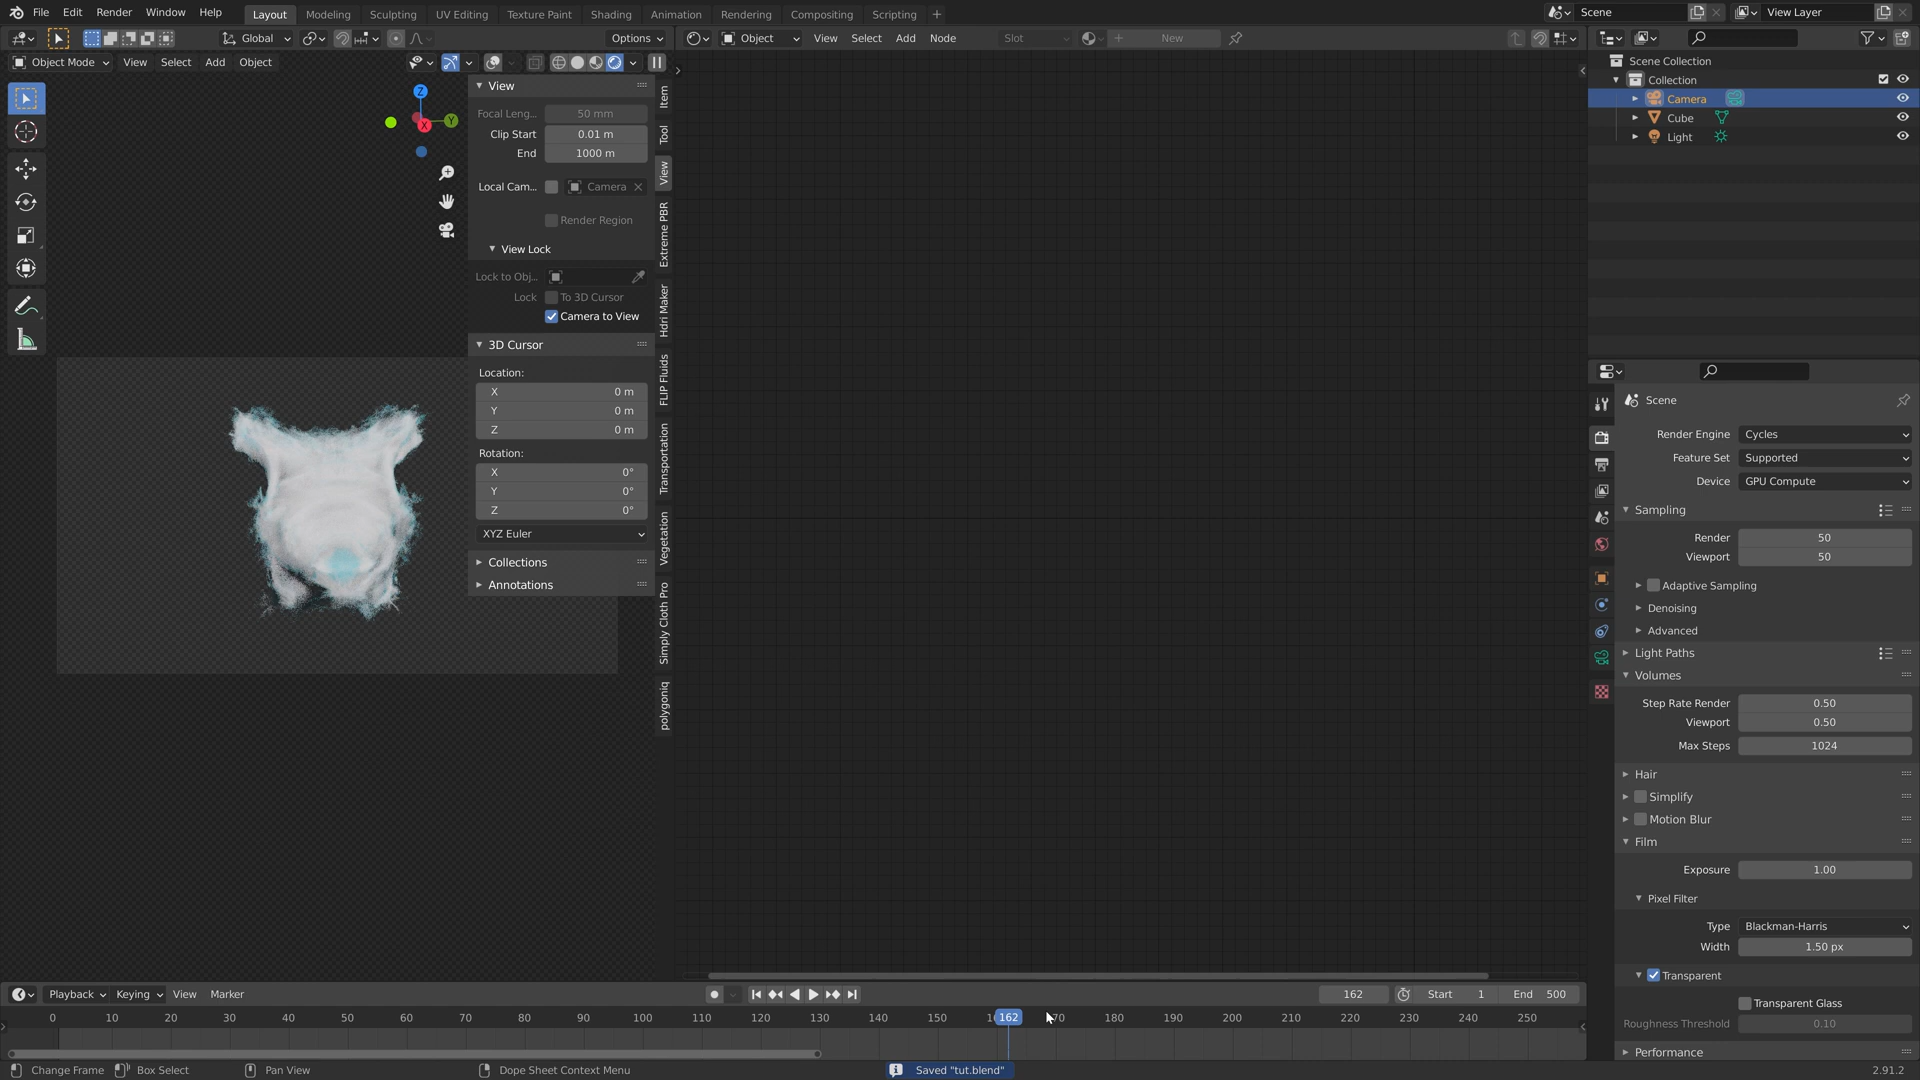 File Edit Render Window Help Layout Modeling Sculpting UV Editing Texture Paint Shading Animation Rendering Compositing Scripting + Scene View Layer
Global Options Object View Select Add Node Slot New
Object Mode View Select Add Object
Scene Collection
Collection
Camera
Cube
Light
Z
Y
X
View
Focal Leng... 50 mm
Clip Start 0.01 m
End 1000 m
Local Cam... Camera
Render Region
View Lock
Lock to Obj...
Lock To 3D Cursor
Camera to View
3D Cursor
Location:
X 0 m
Y 0 m
Z 0 m
Rotation:
X 0°
Y 0°
Z 0°
XYZ Euler
Collections
Annotations
Item
Tool
View
Extreme PBR
Hdri Maker
FLIP Fluids
Transportation
Vegetation
Simply Cloth Pro
polygoniq
Scene
Render Engine Cycles
Feature Set Supported
Device GPU Compute
Sampling
Render 50
Viewport 50
Adaptive Sampling
Denoising
Advanced
Light Paths
Volumes
Step Rate Render 0.50
Viewport 0.50
Max Steps 1024
Hair
Simplify
Motion Blur
Film
Exposure 1.00
Pixel Filter
Type Blackman-Harris
Width 1.50 px
Transparent
Transparent Glass
Roughness Threshold 0.10
Performance
Playback Keying View Marker 162 Start 1 End 500
0 10 20 30 40 50 60 70 80 90 100 110 120 130 140 150 162 180 190 200 210 220 230 240 250
Change Frame Box Select Pan View Dope Sheet Context Menu Saved "tut.blend" 2.91.2